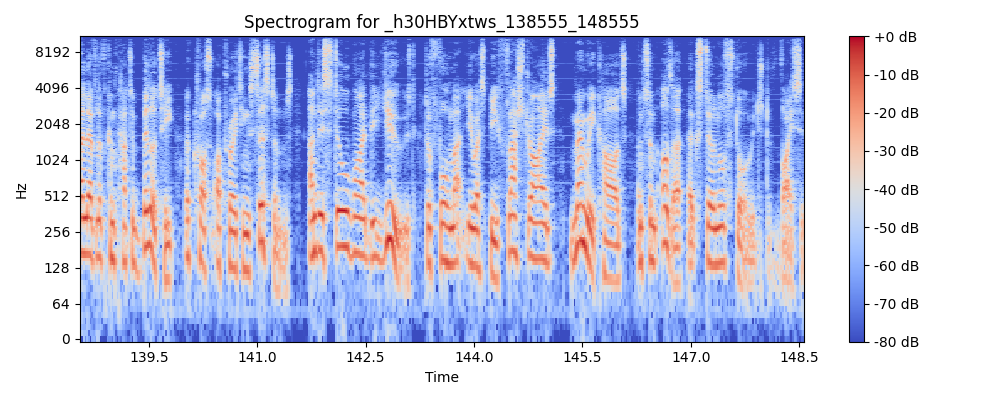 Spectrogram for _h30HBYxtws_138555_148555
8192
4096
2048
1024
512
256
128
64
0
Hz
139.5 141.0 142.5 144.0 145.5 147.0 148.5
Time
+0 dB
-10 dB
-20 dB
-30 dB
-40 dB
-50 dB
-60 dB
-70 dB
-80 dB